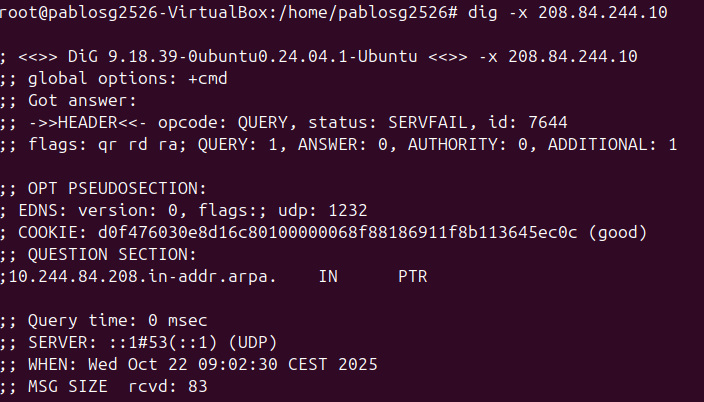 root@pablosg2526-VirtualBox:/home/pablosg2526# dig -x 208.84.244.10
; <<>> DiG 9.18.39-0ubuntu0.24.04.1-Ubuntu <<>> -x 208.84.244.10
;; global options: +cmd
;; Got answer:
;; ->>HEADER<<- opcode: QUERY, status: SERVFAIL, id: 7644
;; flags: qr rd ra; QUERY: 1, ANSWER: 0, AUTHORITY: 0, ADDITIONAL: 1
;; OPT PSEUDOSECTION:
; EDNS: version: 0, flags:; udp: 1232
; COOKIE: d0f476030e8d16c80100000068f88186911f8b113645ec0c (good)
;; QUESTION SECTION:
;10.244.84.208.in-addr.arpa. IN PTR
;; Query time: 0 msec
;; SERVER: ::1#53(::1) (UDP)
;; WHEN: Wed Oct 22 09:02:30 CEST 2025
;; MSG SIZE rcvd: 83